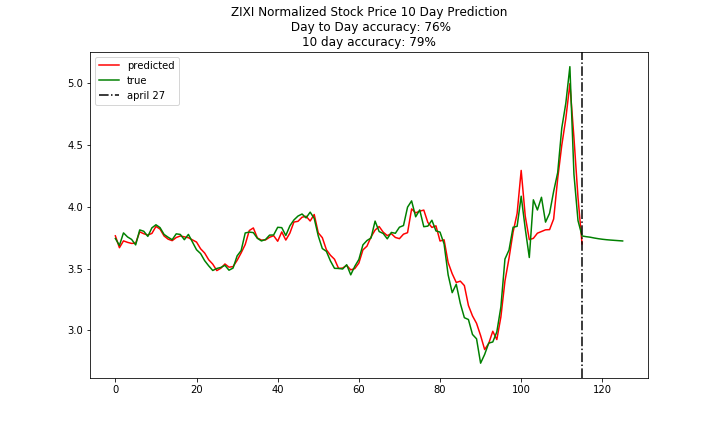 ZIXI Normalized Stock Price 10 Day Prediction
Day to Day accuracy: 76%
10 day accuracy: 79%
predicted
true
april 27
5.0
4.5
4.0
3.5
3.0
0 20 40 60 80 100 120